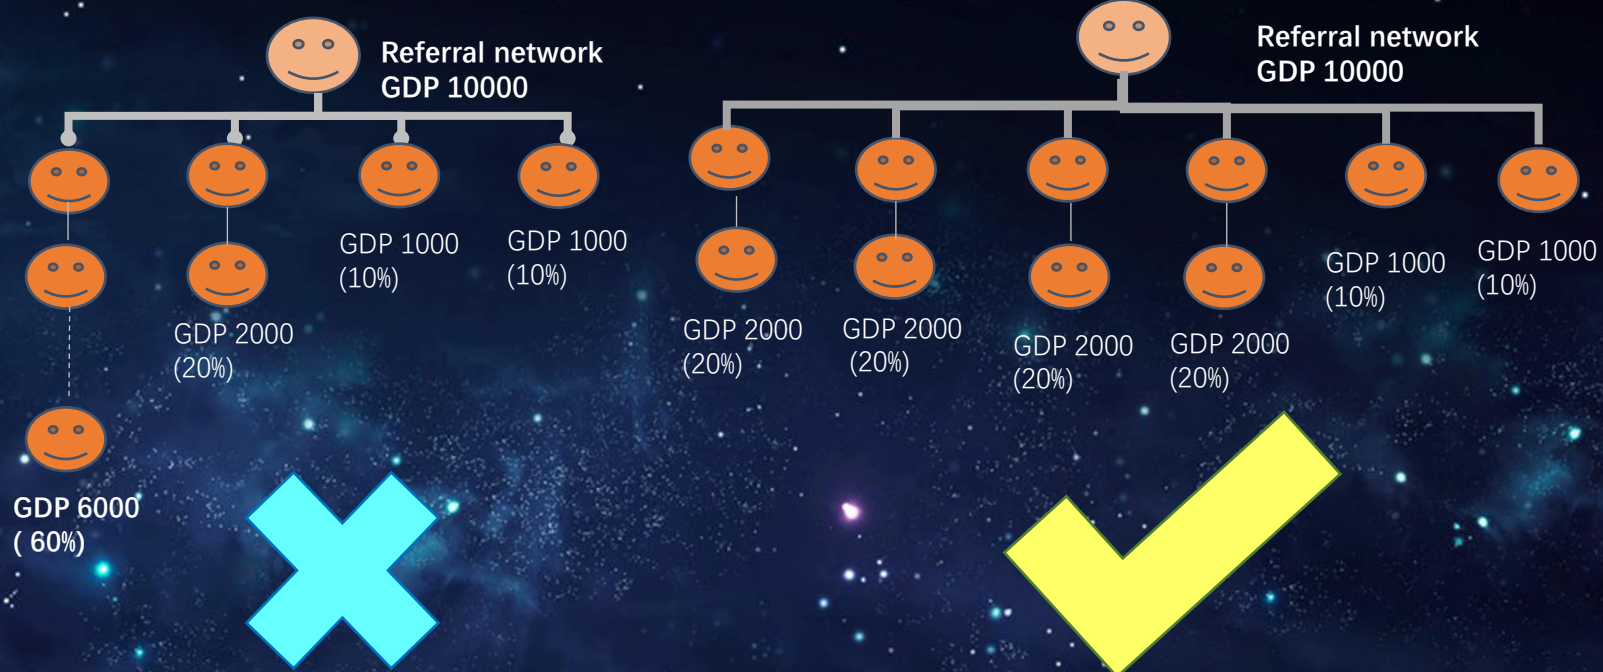 Referral network
GDP 10000
GDP 1000
(10%)
GDP 1000
(10%)
GDP 2000
(20%)
GDP 6000
( 60%)
Referral network
GDP 10000
GDP 2000
(20%)
GDP 2000
(20%)
GDP 2000
(20%)
GDP 2000
(20%)
GDP 1000
(10%)
GDP 1000
(10%)